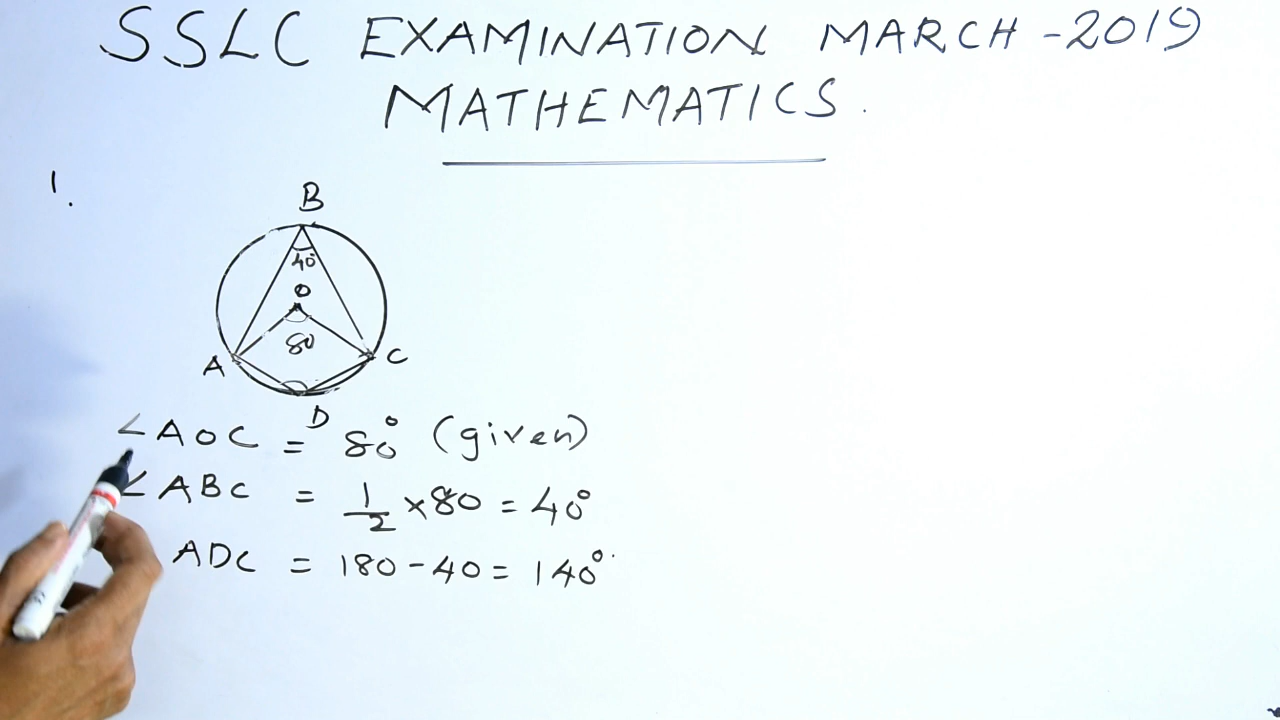 SSLC EXAMINATION MARCH - 2019
MATHEMATICS.
1.
B
40°
O
80
A
C
D
∠AOC = 80° (given)
∠ABC = 1/2 × 80 = 40°
ADC = 180 - 40 = 140°